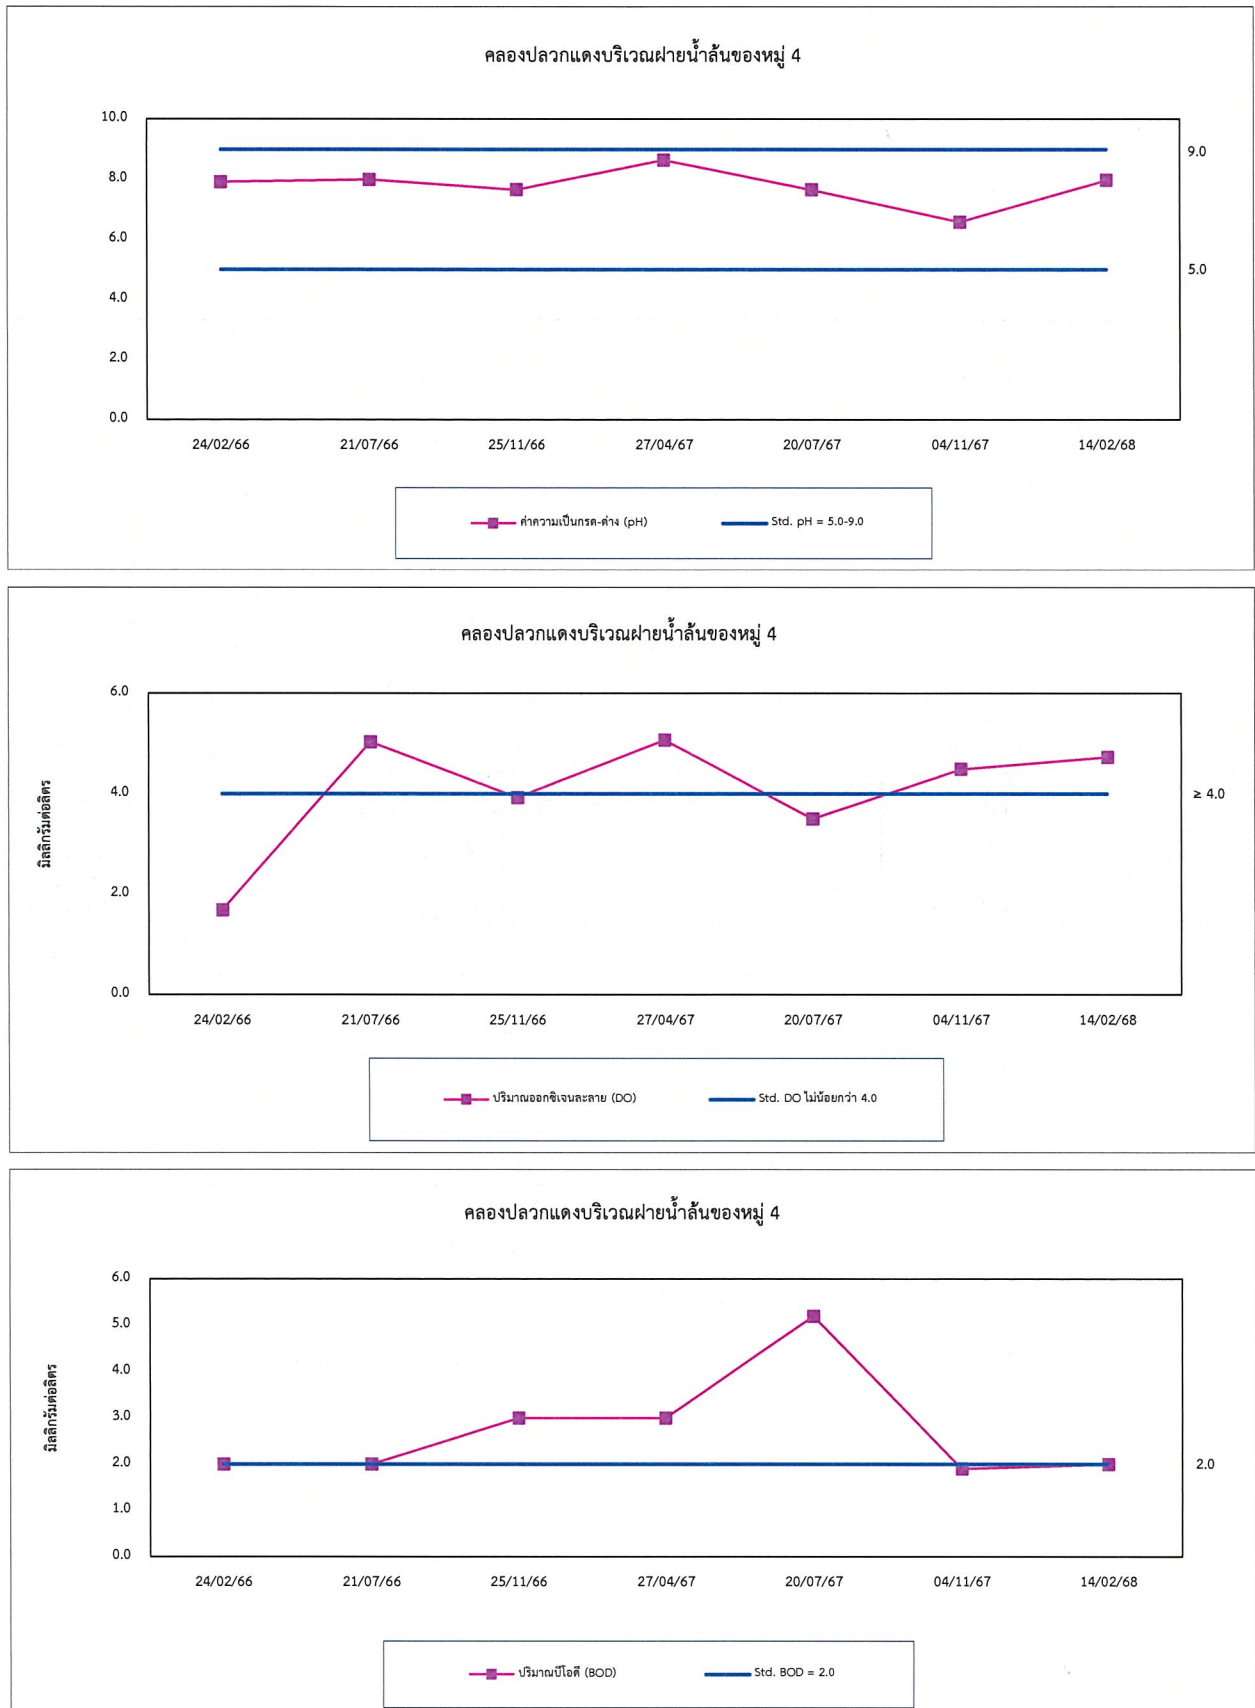 คลองปลวกแดงบริเวณฝายน้ำล้นของหมู่ 4
10.0
8.0
6.0
4.0
2.0
0.0
9.0
5.0
24/02/66 21/07/66 25/11/66 27/04/67 20/07/67 04/11/67 14/02/68
ค่าความเป็นกรด-ด่าง (pH) Std. pH = 5.0-9.0
คลองปลวกแดงบริเวณฝายน้ำล้นของหมู่ 4
มิลลิกรัมต่อลิตร
6.0
4.0
2.0
0.0
≥ 4.0
24/02/66 21/07/66 25/11/66 27/04/67 20/07/67 04/11/67 14/02/68
ปริมาณออกซิเจนละลาย (DO) Std. DO ไม่น้อยกว่า 4.0
คลองปลวกแดงบริเวณฝายน้ำล้นของหมู่ 4
มิลลิกรัมต่อลิตร
6.0
5.0
4.0
3.0
2.0
1.0
0.0
2.0
24/02/66 21/07/66 25/11/66 27/04/67 20/07/67 04/11/67 14/02/68
ปริมาณบีโอดี (BOD) Std. BOD = 2.0